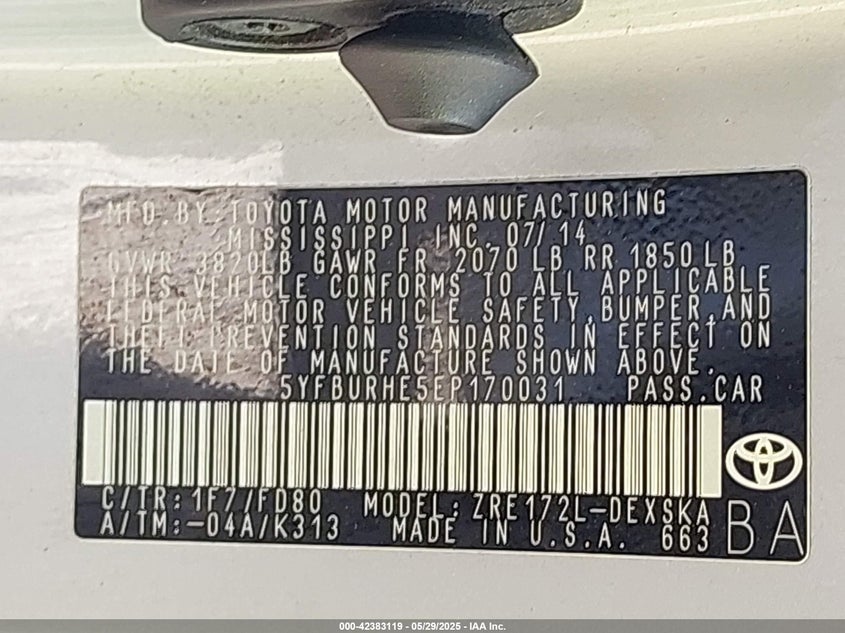 MFD.BY:TOYOTA MOTOR MANUFACTURING
MISSISSIPPI INC. 07/14
GVWR 3820LB GAWR FR 2070 LB RR 1850 LB
THIS VEHICLE CONFORMS TO ALL APPLICABLE
FEDERAL MOTOR VEHICLE SAFETY,BUMPER,AND
THEFT PREVENTION STANDARDS IN EFFECT ON
THE DATE OF MANUFACTURE SHOWN ABOVE.
5YFBURHE5EP170031 PASS.CAR
C/TR:1F7/FD80 MODEL:ZRE172L-DEXSKA
A/TM:-04A/K313 MADE IN U.S.A. 663
BA
000-42383119 - 05/29/2025 - IAA Inc.